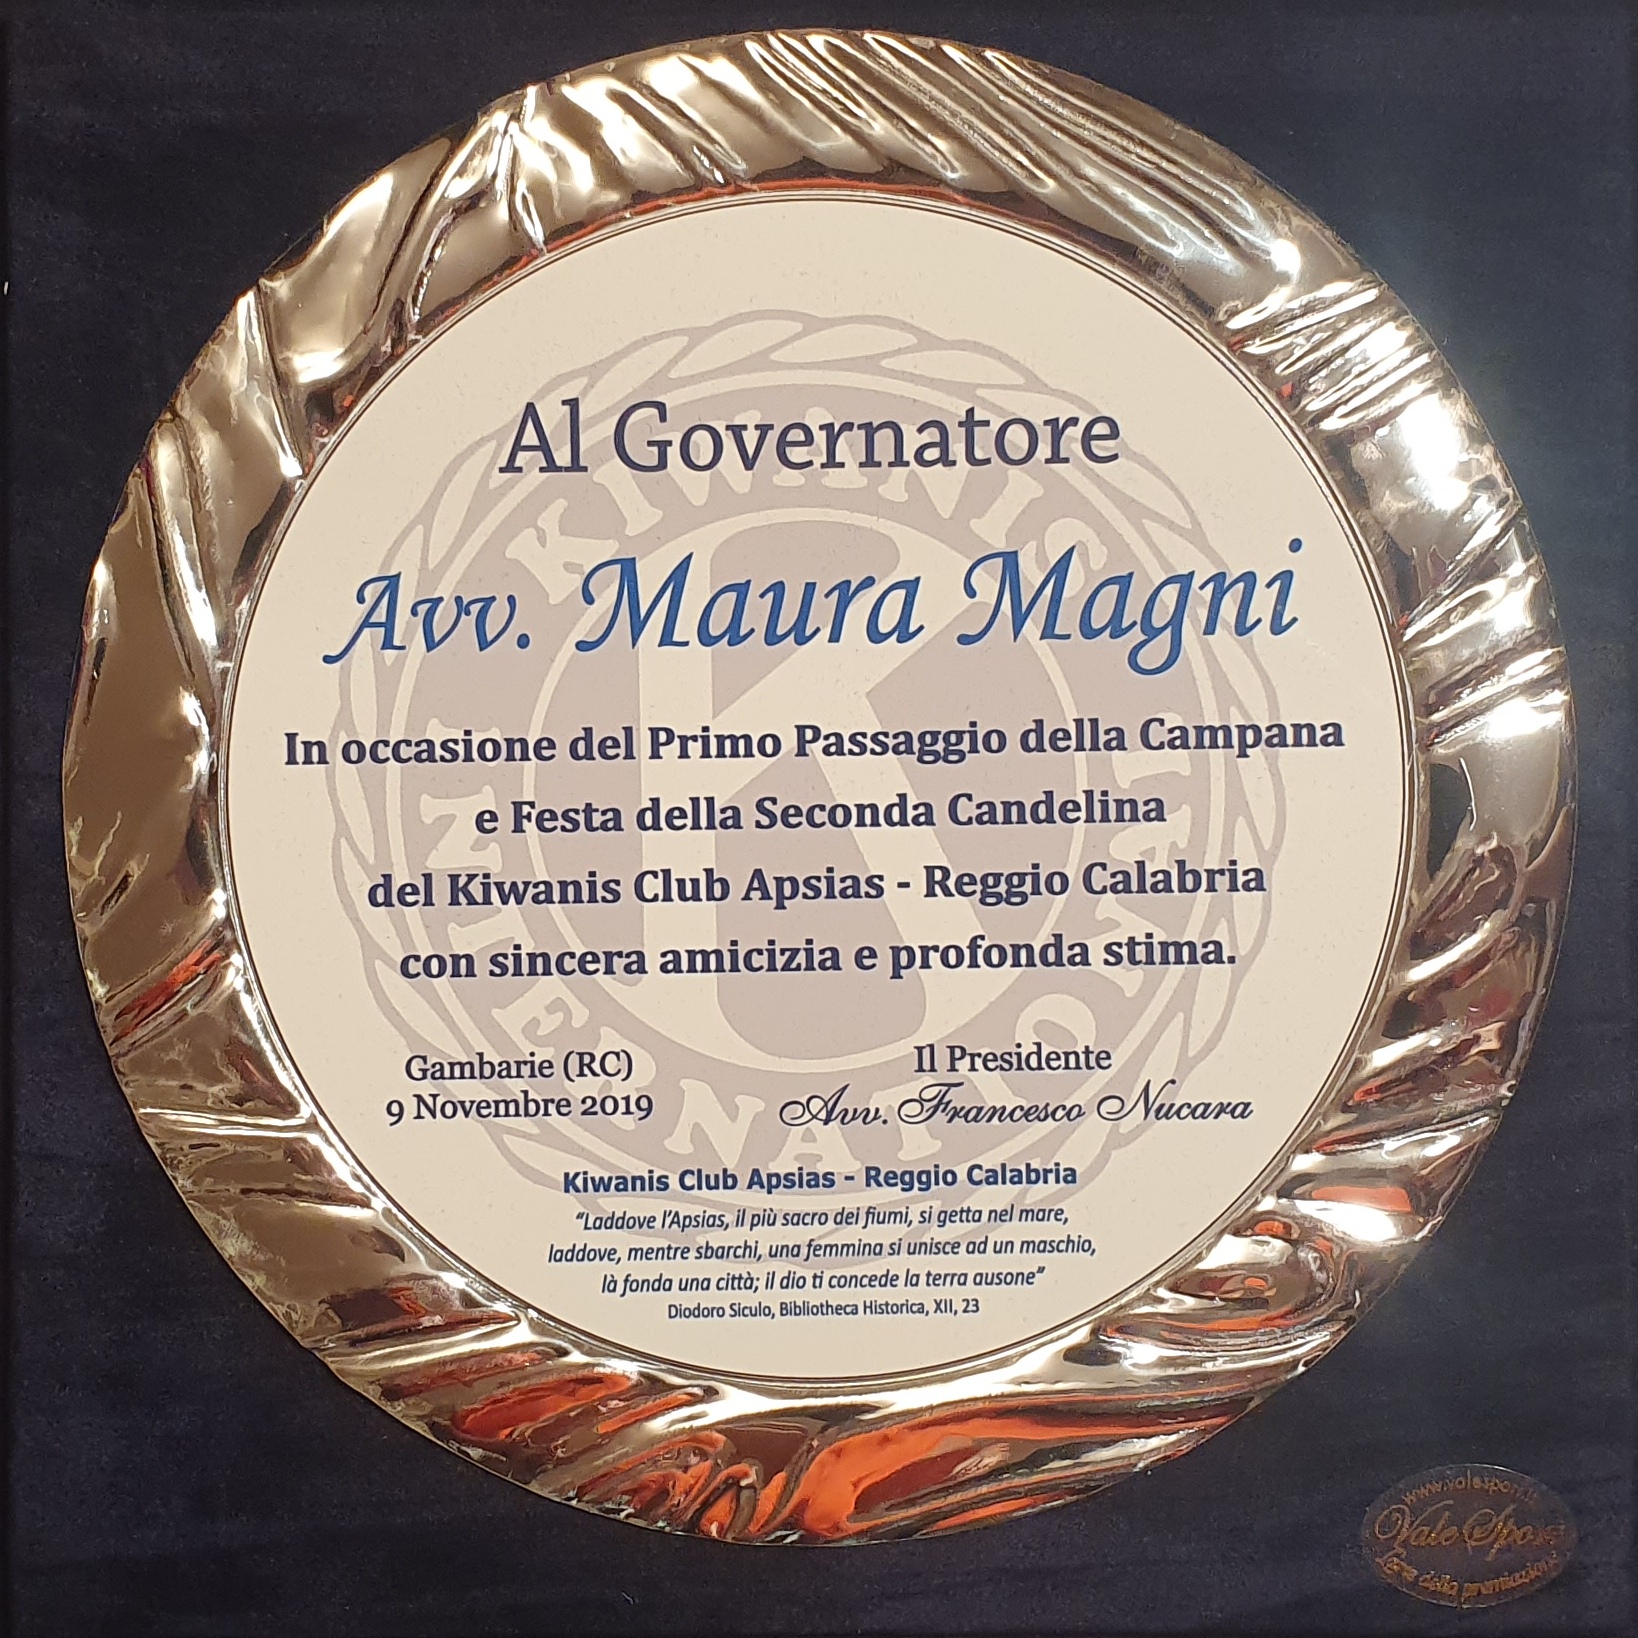 KIWANIS
INTERNATIONAL
K
Al Governatore
Avv. Maura Magni
In occasione del Primo Passaggio della Campana
e Festa della Seconda Candelina
del Kiwanis Club Apsias - Reggio Calabria
con sincera amicizia e profonda stima.
Gambarie (RC)
9 Novembre 2019
Il Presidente
Avv. Francesco Nucara
Kiwanis Club Apsias - Reggio Calabria
“Laddove l’Apsias, il più sacro dei fiumi, si getta nel mare,
laddove, mentre sbarchi, una femmina si unisce ad un maschio,
là fonda una città; il dio ti concede la terra ausone”
Diodoro Siculo, Bibliotheca Historica, XII, 23
Vale Sport